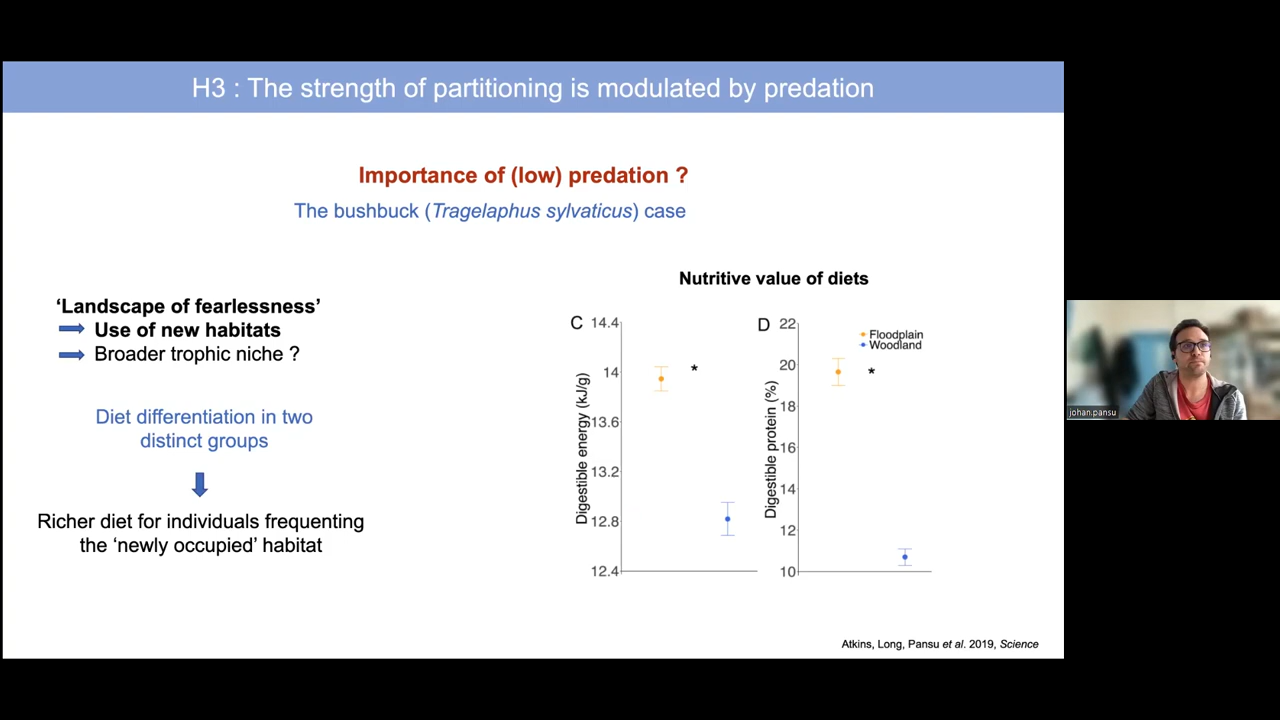 H3 : The strength of partitioning is modulated by predation
Importance of (low) predation ?
The bushbuck (Tragelaphus sylvaticus) case
‘Landscape of fearlessness’
Use of new habitats
Broader trophic niche ?
Diet differentiation in two
distinct groups
Richer diet for individuals frequenting
the ‘newly occupied’ habitat
Nutritive value of diets
C
Digestible energy (kJ/g)
14.4
14
13.6
13.2
12.8
12.4
*
D
Digestible protein (%)
22
20
18
16
14
12
10
*
Floodplain
Woodland
Atkins, Long, Pansu et al. 2019, Science
johan.pansu